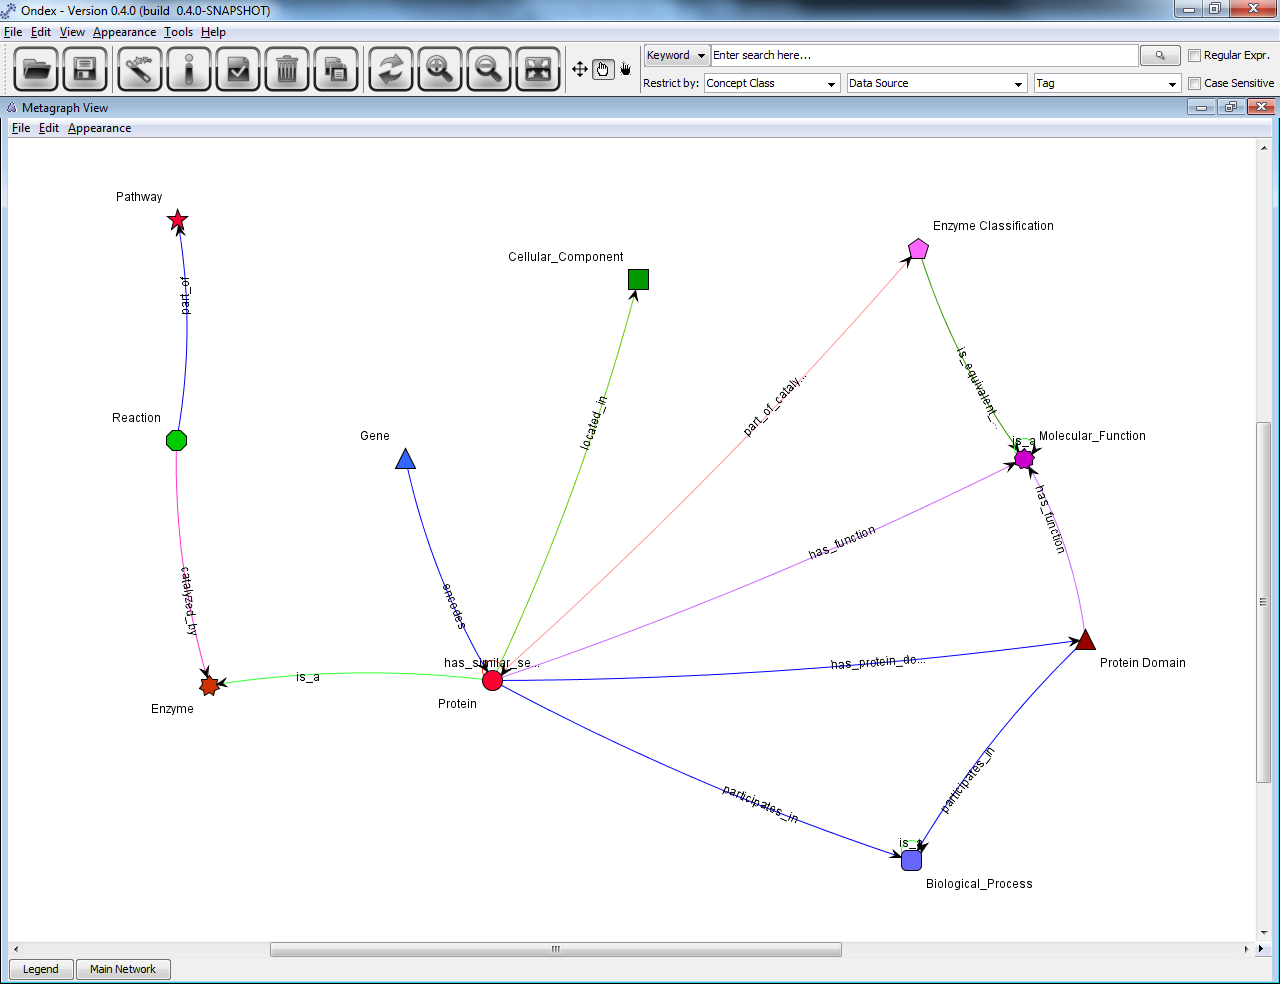 Ondex - Version 0.4.0 (build 0.4.0-SNAPSHOT)
File Edit View Appearance Tools Help
Keyword Enter search here... Regular Expr.
Restrict by: Concept Class Data Source Tag Case Sensitive
Metagraph View
File Edit Appearance
Pathway
Enzyme Classification
Cellular_Component
part_of
is_equivalent_...
part_of_cataly...
Reaction
Gene
located_in
is_a
Molecular_Function
has_function
has_function
catalyzed_by
encodes
has_similar_se...
has_protein_do...
Protein Domain
is_a
Enzyme
Protein
participates_in
participates_in
Biological_Process
Legend Main Network